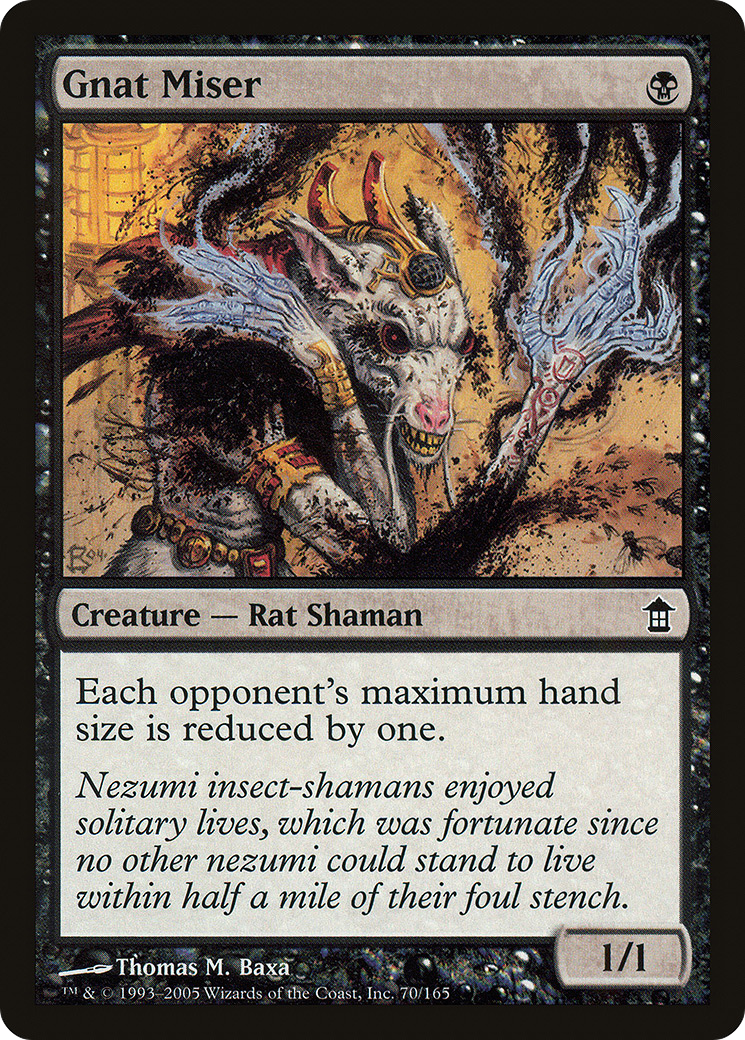 Gnat Miser
B04.
Creature — Rat Shaman
Each opponent's maximum hand
size is reduced by one.
Nezumi insect-shamans enjoyed
solitary lives, which was fortunate since
no other nezumi could stand to live
within half a mile of their foul stench.
1/1
Thomas M. Baxa
™ & © 1993–2005 Wizards of the Coast, Inc. 70/165